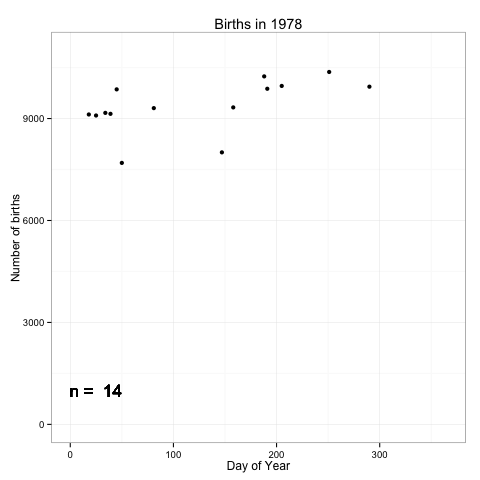 Births in 1978
Number of births
9000
6000
3000
0
n = 14
0 100 200 300
Day of Year